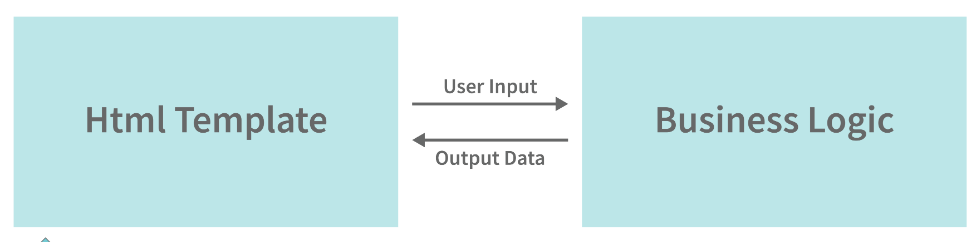 Html Template
User Input
Output Data
Business Logic